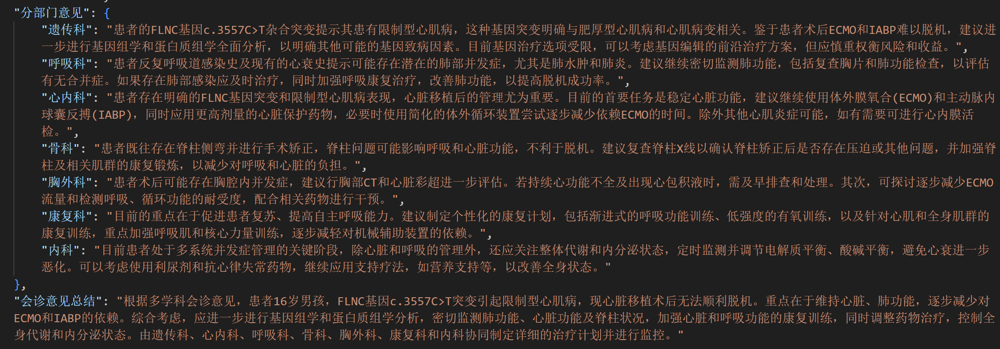 "分部门意见": {
"遗传科": "患者的FLNC基因c.3557C>T杂合突变提示其患有限制型心肌病，这种基因突变明确与肥厚型心肌病和心肌病变相关。鉴于患者术后ECMO和IABP难以脱机，建议进
一步进行基因组学和蛋白质组学全面分析，以明确其他可能的基因致病因素。目前基因治疗选项受限，可以考虑基因编辑的前沿治疗方案，但应慎重权衡风险和收益。",
"呼吸科": "患者反复呼吸道感染史及现有的心衰史提示可能存在潜在的肺部并发症，尤其是肺水肿和肺炎。建议继续密切监测肺功能，包括复查胸片和肺功能检查，以评估
有无合并症。如果存在肺部感染应及时治疗，同时加强呼吸康复治疗，改善肺功能，以提高脱机成功率。",
"心内科": "患者存在明确的FLNC基因突变和限制型心肌病表现，心脏移植后的管理尤为重要。目前的首要任务是稳定心脏功能，建议继续使用体外膜氧合(ECMO)和主动脉内
球囊反搏(IABP)，同时应用更高剂量的心脏保护药物，必要时使用简化的体外循环装置尝试逐步减少依赖ECMO的时间。除外其他心肌炎症可能，如有需要可进行心内膜活
检。",
"骨科": "患者既往存在脊柱侧弯并进行手术矫正，脊柱问题可能影响呼吸和心脏功能，不利于脱机。建议复查脊柱X线以确认脊柱矫正后是否存在压迫或其他问题，并加强脊
柱及相关肌群的康复锻炼，以减少对呼吸和心脏的负担。",
"胸外科": "患者术后可能存在胸腔内并发症，建议行胸部CT和心脏彩超进一步评估。若持续心功能不全及出现心包积液时，需及早排查和处理。其次，可探讨逐步减少ECMO
流量和检测呼吸、循环功能的耐受度，配合相关药物进行干预。",
"康复科": "目前的重点在于促进患者复苏、提高自主呼吸能力。建议制定个性化的康复计划，包括渐进式的呼吸功能训练、低强度的有氧训练，以及针对心肌和全身肌群的
康复训练，重点加强呼吸肌和核心力量训练，逐步减轻对机械辅助装置的依赖。",
"内科": "目前患者处于多系统并发症管理的关键阶段，除心脏和呼吸的管理外，还应关注整体代谢和内分泌状态，定时监测并调节电解质平衡、酸碱平衡，避免心衰进一步
恶化。可以考虑使用利尿剂和抗心律失常药物，继续应用支持疗法，如营养支持等，以改善全身状态。"
},
"会诊意见总结": "根据多学科会诊意见，患者16岁男孩，FLNC基因c.3557C>T突变引起限制型心肌病，现心脏移植术后无法顺利脱机。重点在于维持心脏、肺功能，逐步减少对
ECMO和IABP的依赖。综合考虑，应进一步进行基因组学和蛋白质组学分析，密切监测肺功能、心脏功能及脊柱状况，加强心脏和呼吸功能的康复训练，同时调整药物治疗，控制全
身代谢和内分泌状态。由遗传科、心内科、呼吸科、骨科、胸外科、康复科和内科协同制定详细的治疗计划并进行监控。"